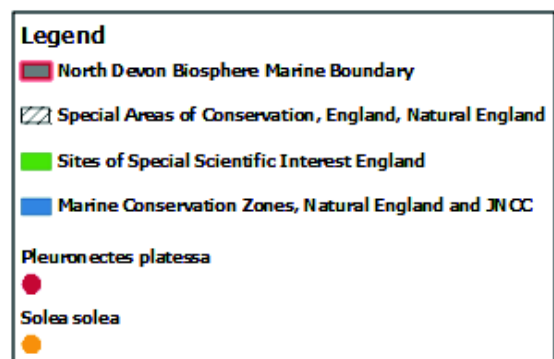 Legend
North Devon Biosphere Marine Boundary
Special Areas of Conservation, England, Natural England
Sites of Special Scientific Interest England
Marine Conservation Zones, Natural England and JNCC
Pleuronectes platessa
Solea solea